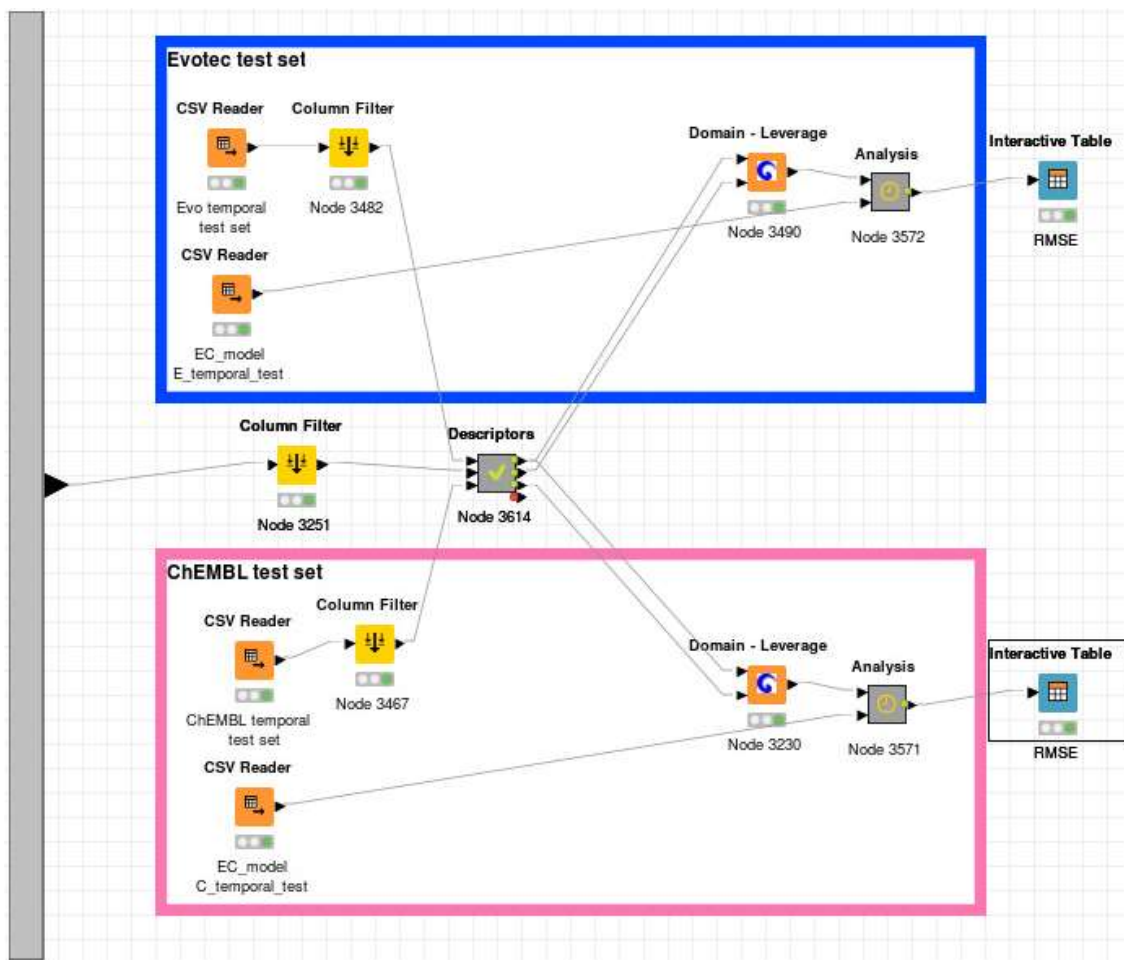 Evotec test set
CSV Reader
Column Filter
Evo temporal
test set
Node 3482
CSV Reader
EC_model
E_temporal_test
Domain - Leverage
Node 3490
Analysis
Node 3572
Interactive Table
RMSE
Column Filter
Node 3251
Descriptors
Node 3614
ChEMBL test set
CSV Reader
Column Filter
ChEMBL temporal
test set
Node 3467
CSV Reader
EC_model
C_temporal_test
Domain - Leverage
Node 3230
Analysis
Node 3571
Interactive Table
RMSE